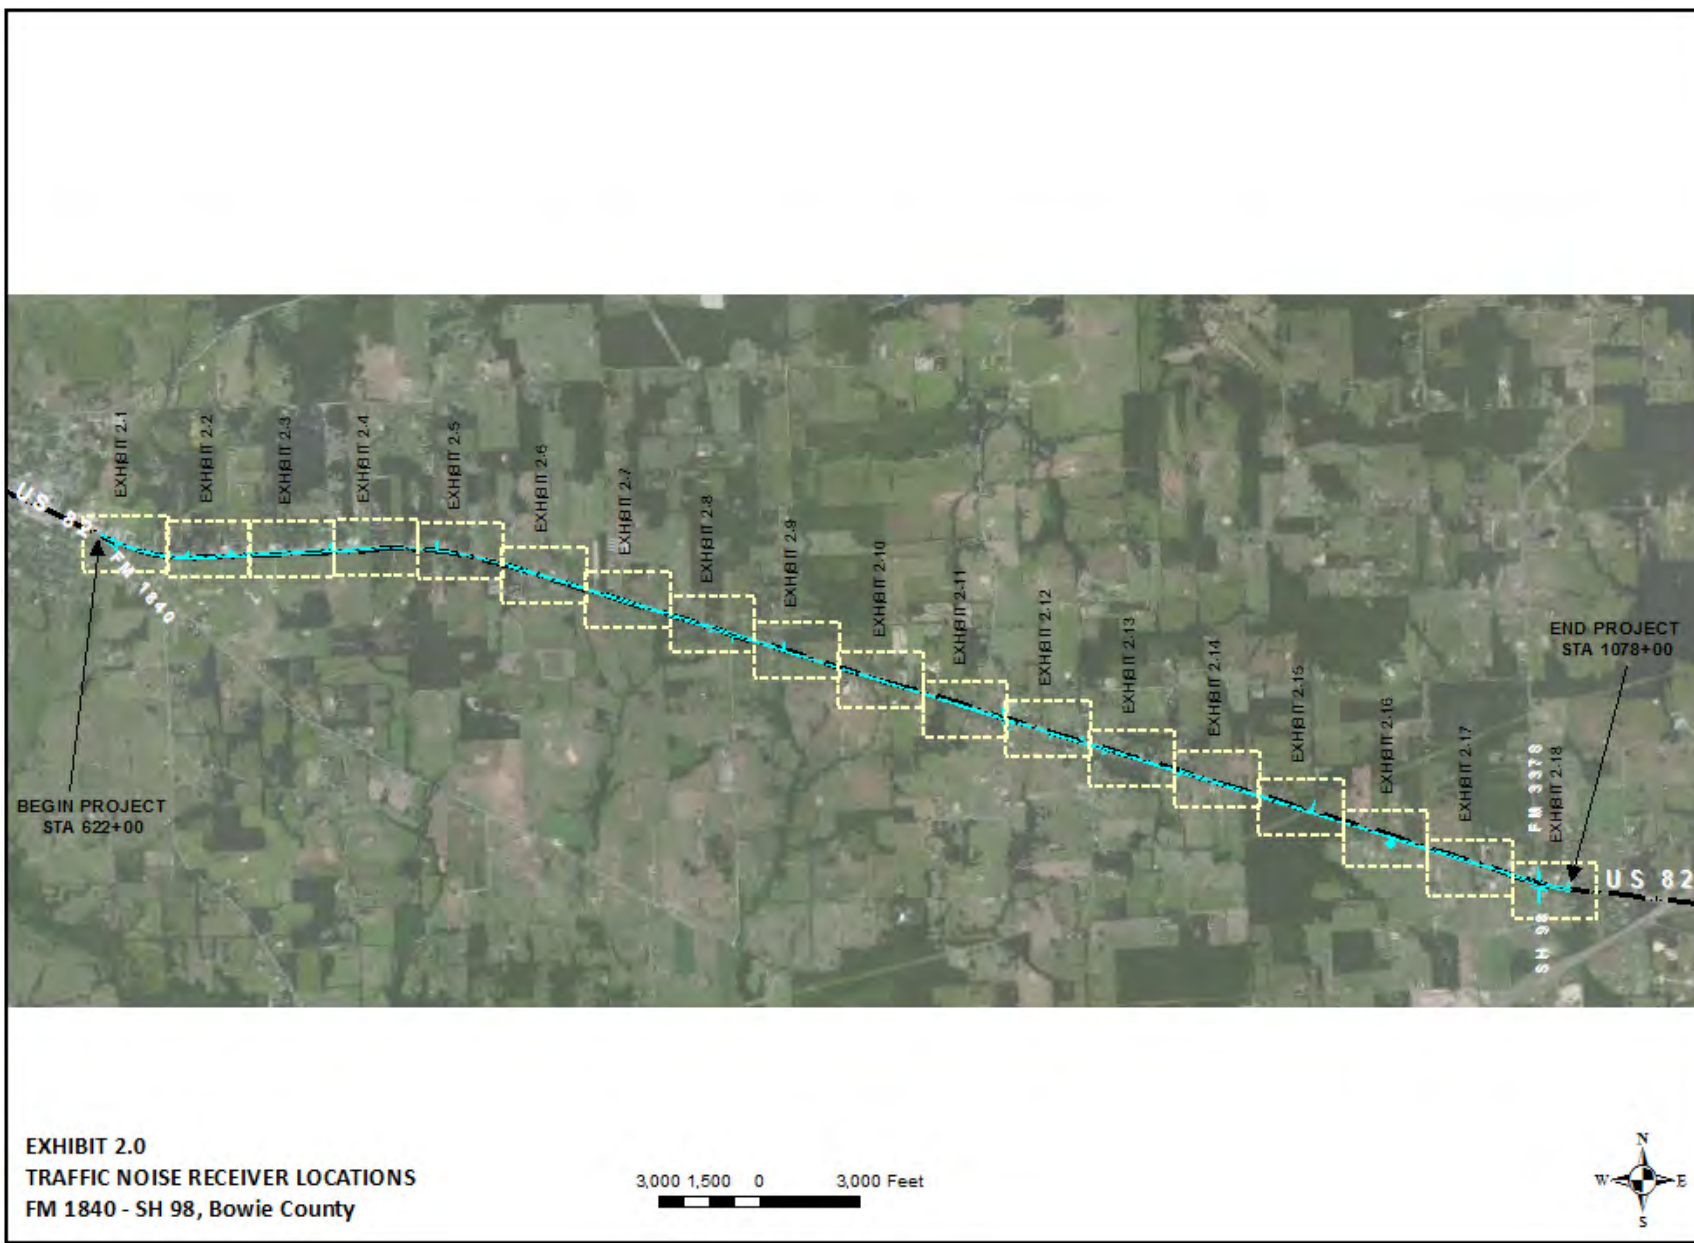 EXHIBIT 2.1
EXHIBIT 2.2
EXHIBIT 2.3
EXHIBIT 2.4
EXHIBIT 2.5
EXHIBIT 2.6
EXHIBIT 2.7
EXHIBIT 2.8
EXHIBIT 2.9
EXHIBIT 2.10
EXHIBIT 2.11
EXHIBIT 2.12
EXHIBIT 2.13
EXHIBIT 2.14
EXHIBIT 2.15
EXHIBIT 2.16
EXHIBIT 2.17
EXHIBIT 2.18
US 82
FM 1840
BEGIN PROJECT
STA 622+00
FM 3378
END PROJECT
STA 1078+00
US 82
SH 98
EXHIBIT 2.0
TRAFFIC NOISE RECEIVER LOCATIONS
FM 1840 - SH 98, Bowie County
3,000 1,500 0 3,000 Feet
N
W E
S